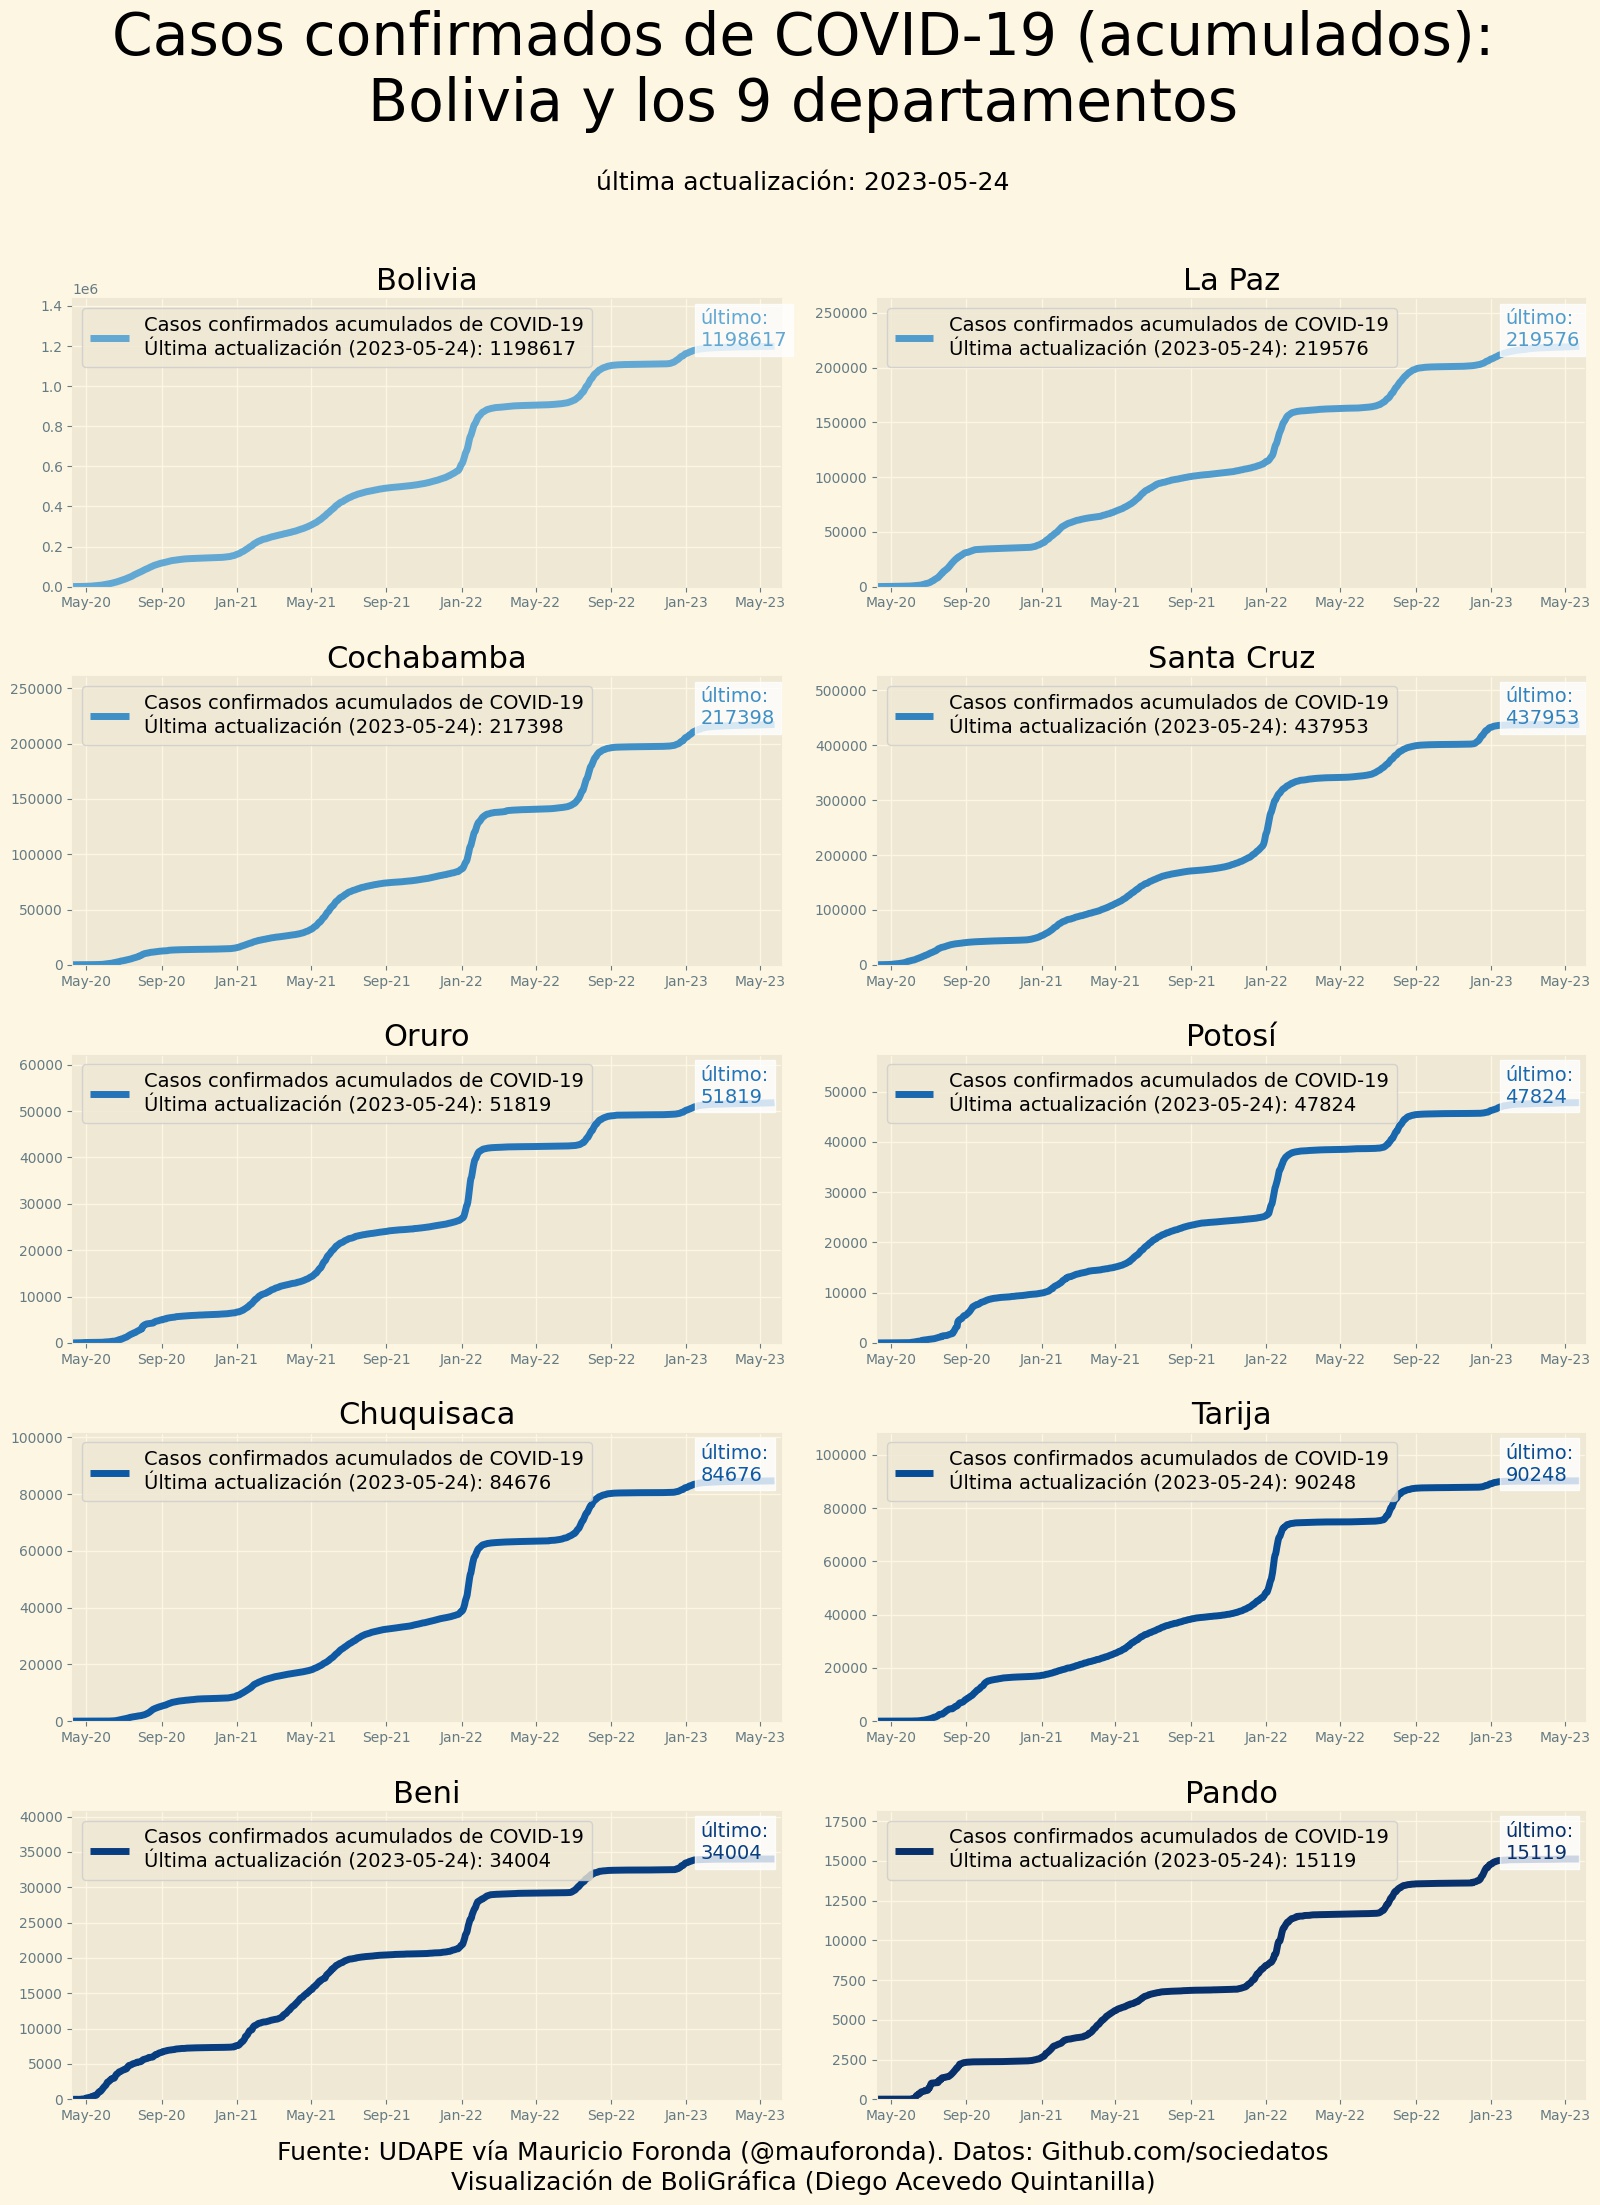 Casos confirmados de COVID-19 (acumulados):
Bolivia y los 9 departamentos
última actualización: 2023-05-24
Bolivia
1e6
1.4
1.2
1.0
0.8
0.6
0.4
0.2
0.0
Casos confirmados acumulados de COVID-19
Última actualización (2023-05-24): 1198617
último:
1198617
May-20 Sep-20 Jan-21 May-21 Sep-21 Jan-22 May-22 Sep-22 Jan-23 May-23
La Paz
250000
200000
150000
100000
50000
0
Casos confirmados acumulados de COVID-19
Última actualización (2023-05-24): 219576
último:
219576
May-20 Sep-20 Jan-21 May-21 Sep-21 Jan-22 May-22 Sep-22 Jan-23 May-23
Cochabamba
250000
200000
150000
100000
50000
0
Casos confirmados acumulados de COVID-19
Última actualización (2023-05-24): 217398
último:
217398
May-20 Sep-20 Jan-21 May-21 Sep-21 Jan-22 May-22 Sep-22 Jan-23 May-23
Santa Cruz
500000
400000
300000
200000
100000
0
Casos confirmados acumulados de COVID-19
Última actualización (2023-05-24): 437953
último:
437953
May-20 Sep-20 Jan-21 May-21 Sep-21 Jan-22 May-22 Sep-22 Jan-23 May-23
Oruro
60000
50000
40000
30000
20000
10000
0
Casos confirmados acumulados de COVID-19
Última actualización (2023-05-24): 51819
último:
51819
May-20 Sep-20 Jan-21 May-21 Sep-21 Jan-22 May-22 Sep-22 Jan-23 May-23
Potosí
50000
40000
30000
20000
10000
0
Casos confirmados acumulados de COVID-19
Última actualización (2023-05-24): 47824
último:
47824
May-20 Sep-20 Jan-21 May-21 Sep-21 Jan-22 May-22 Sep-22 Jan-23 May-23
Chuquisaca
100000
80000
60000
40000
20000
0
Casos confirmados acumulados de COVID-19
Última actualización (2023-05-24): 84676
último:
84676
May-20 Sep-20 Jan-21 May-21 Sep-21 Jan-22 May-22 Sep-22 Jan-23 May-23
Tarija
100000
80000
60000
40000
20000
0
Casos confirmados acumulados de COVID-19
Última actualización (2023-05-24): 90248
último:
90248
May-20 Sep-20 Jan-21 May-21 Sep-21 Jan-22 May-22 Sep-22 Jan-23 May-23
Beni
40000
35000
30000
25000
20000
15000
10000
5000
0
Casos confirmados acumulados de COVID-19
Última actualización (2023-05-24): 34004
último:
34004
May-20 Sep-20 Jan-21 May-21 Sep-21 Jan-22 May-22 Sep-22 Jan-23 May-23
Pando
17500
15000
12500
10000
7500
5000
2500
0
Casos confirmados acumulados de COVID-19
Última actualización (2023-05-24): 15119
último:
15119
May-20 Sep-20 Jan-21 May-21 Sep-21 Jan-22 May-22 Sep-22 Jan-23 May-23
Fuente: UDAPE vía Mauricio Foronda (@mauforonda). Datos: Github.com/sociedatos
Visualización de BoliGráfica (Diego Acevedo Quintanilla)